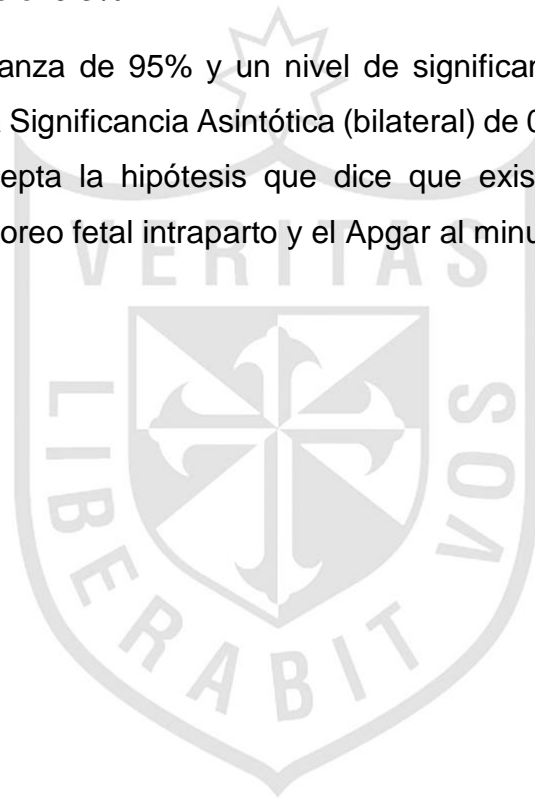 anza de 95% y un nivel de significan
Significancia Asintótica (bilateral) de 0
epta la hipótesis que dice que exis
oreo fetal intraparto y el Apgar al minu
VERITAS
LIBERABIT
VOS